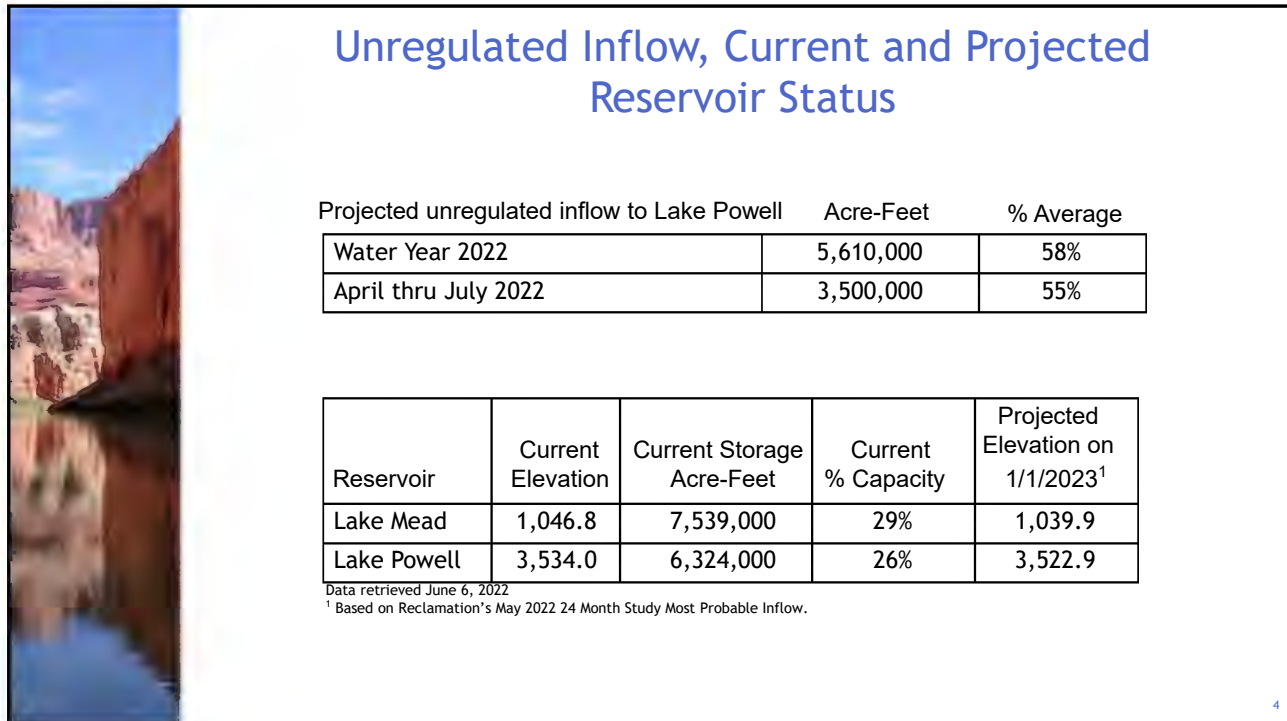 Unregulated Inflow, Current and Projected
Reservoir Status
Projected unregulated inflow to Lake Powell Acre-Feet % Average
Water Year 2022 5,610,000 58%
April thru July 2022 3,500,000 55%
Reservoir Current Elevation Current Storage Acre-Feet Current % Capacity Projected Elevation on 1/1/2023¹
Lake Mead 1,046.8 7,539,000 29% 1,039.9
Lake Powell 3,534.0 6,324,000 26% 3,522.9
Data retrieved June 6, 2022
¹ Based on Reclamation's May 2022 24 Month Study Most Probable Inflow.
4